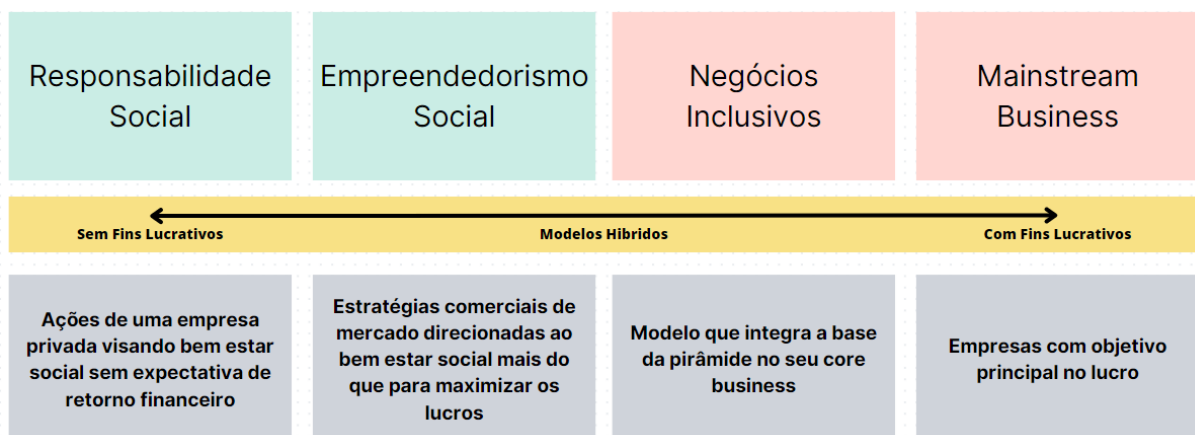 Responsabilidade
Social
Empreendedorismo
Social
Negócios
Inclusivos
Mainstream
Business
Sem Fins Lucrativos
Modelos Hibridos
Com Fins Lucrativos
Ações de uma empresa
privada visando bem estar
social sem expectativa de
retorno financeiro
Estratégias comerciais de
mercado direcionadas ao
bem estar social mais do
que para maximizar os
lucros
Modelo que integra a base
da pirâmide no seu core
business
Empresas com objetivo
principal no lucro